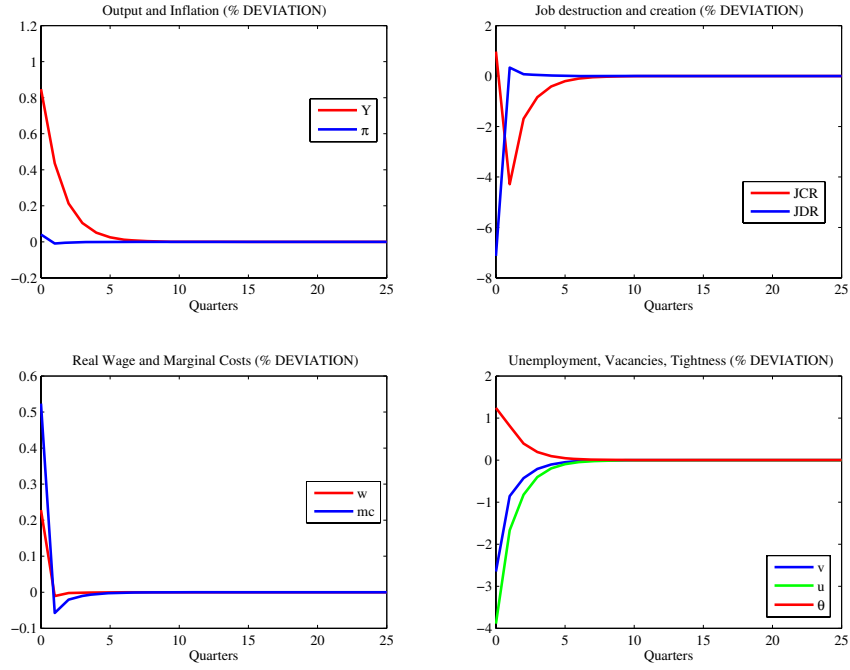 Output and Inflation (% DEVIATION)
1.2
1
0.8
0.6
0.4
0.2
0
−0.2
0 5 10 15 20 25
Quarters
Y
π
Job destruction and creation (% DEVIATION)
2
0
−2
−4
−6
−8
0 5 10 15 20 25
Quarters
JCR
JDR
Real Wage and Marginal Costs (% DEVIATION)
0.6
0.5
0.4
0.3
0.2
0.1
0
−0.1
0 5 10 15 20 25
Quarters
w
mc
Unemployment, Vacancies, Tightness (% DEVIATION)
2
1
0
−1
−2
−3
−4
0 5 10 15 20 25
Quarters
v
u
θ